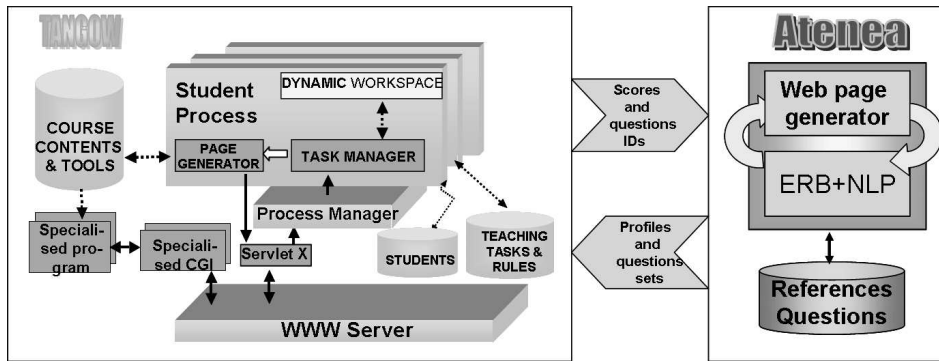 TANGOW
Student
Process
DYNAMIC WORKSPACE
COURSE
CONTENTS
& TOOLS
PAGE
GENERATOR
TASK MANAGER
Process Manager
Speciali-
sed pro-
gram
Speciali-
sed CGI
Servlet X
STUDENTS
TEACHING
TASKS &
RULES
WWW Server
Scores
and
questions
IDs
Profiles
and
questions
sets
Atenea
Web page
generator
ERB+NLP
References
Questions